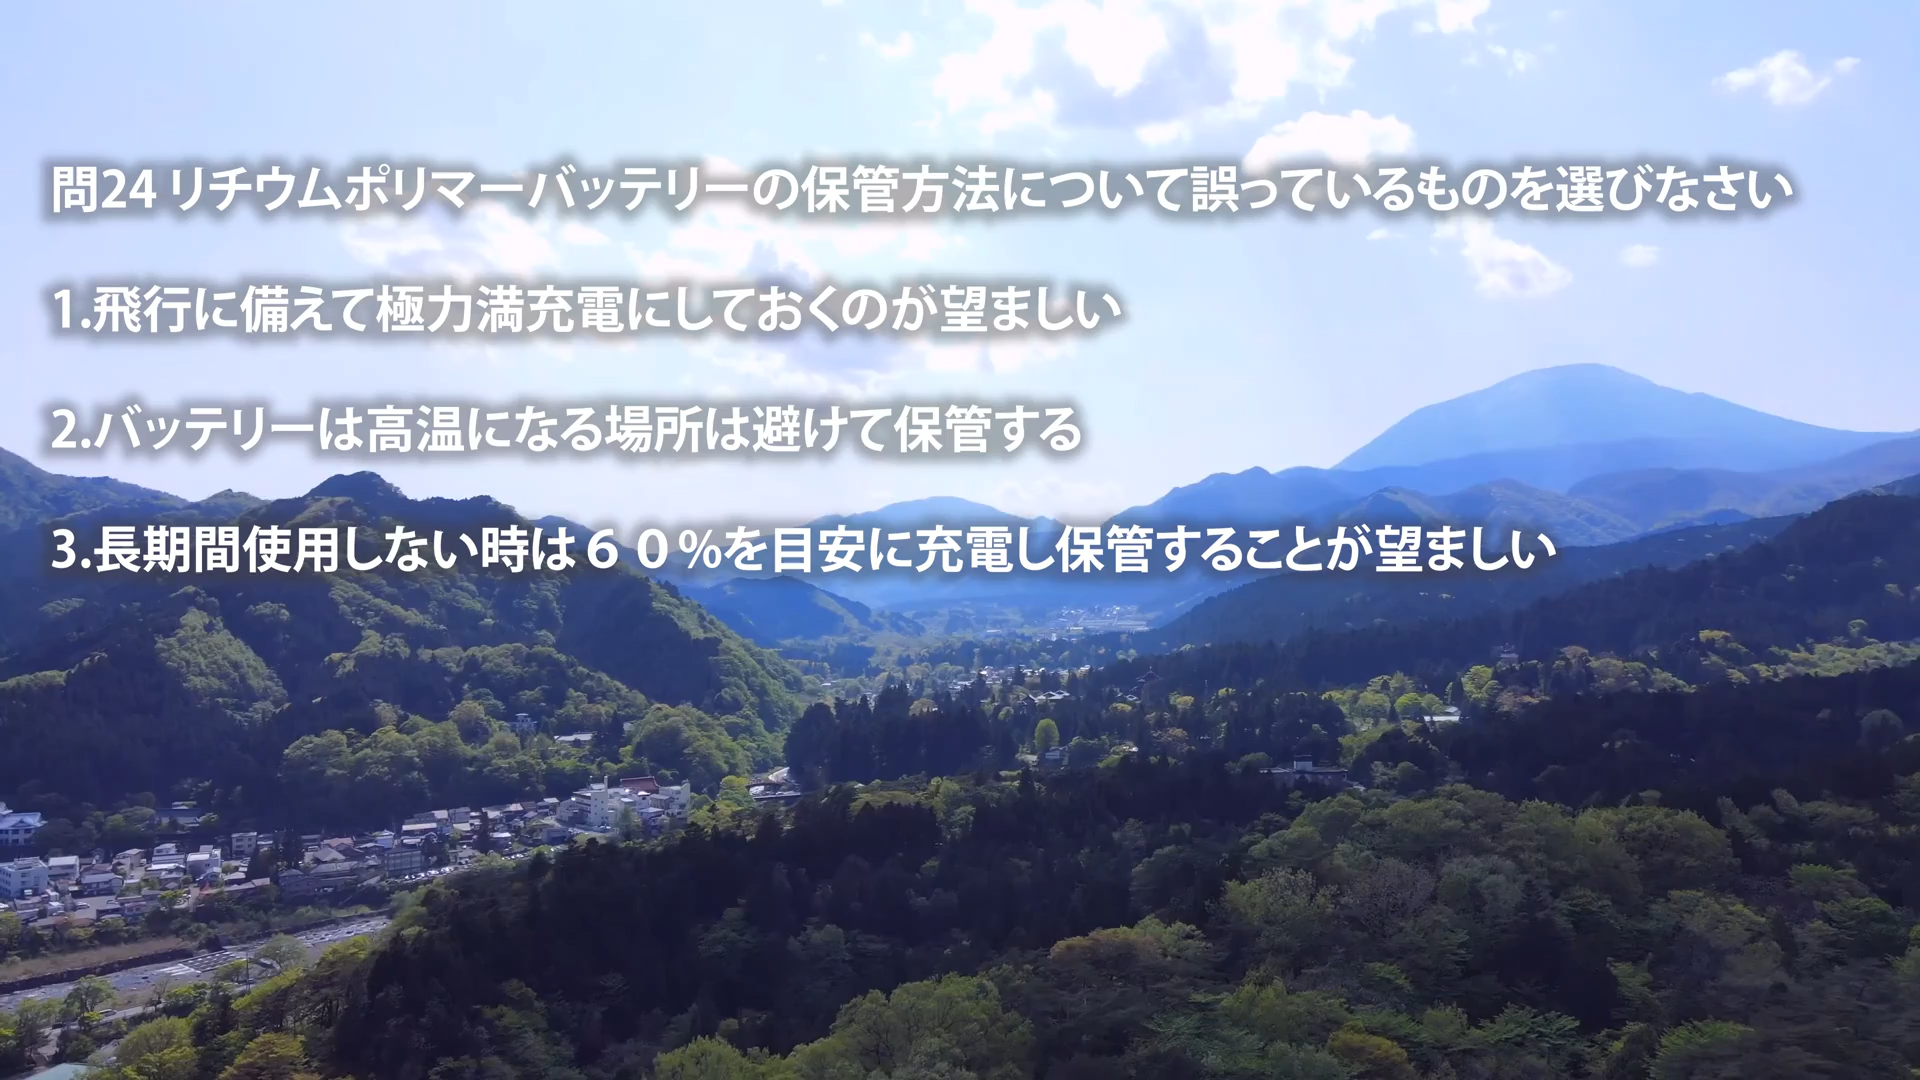 問24 リチウムポリマーバッテリーの保管方法について誤っているものを選びなさい
1.飛行に備えて極力満充電にしておくのが望ましい
2.バッテリーは高温になる場所は避けて保管する
3.長期間使用しない時は６０%を目安に充電し保管することが望ましい